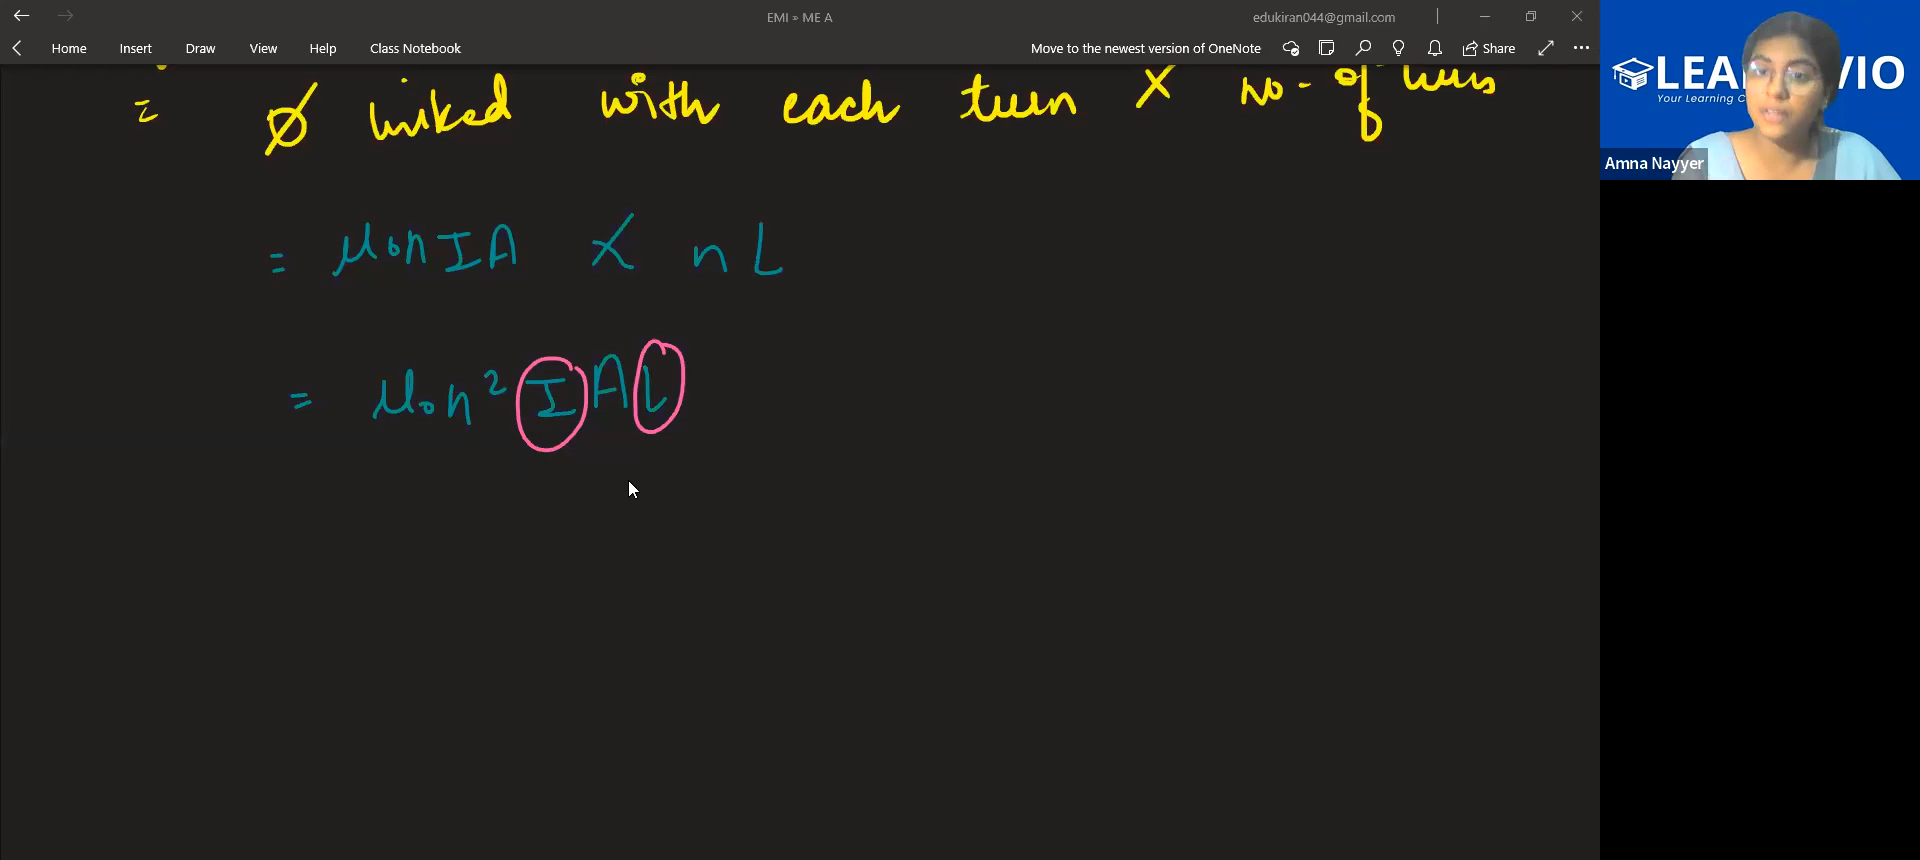 EMI » ME A
edukiran044@gmail.com
Home Insert Draw View Help Class Notebook
Move to the newest version of OneNote
Share
LEA VIO
Your Learning C
Amna Nayyer
= Ø linked with each turn X no. of turns
= μ₀nIA X nL
= μ₀n²IAL